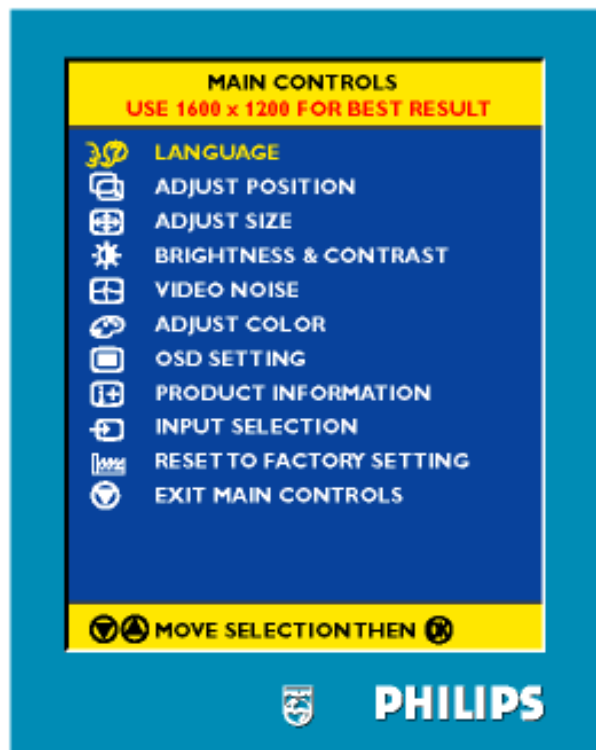 MAIN CONTROLS
USE 1600 x 1200 FOR BEST RESULT
LANGUAGE
ADJUST POSITION
ADJUST SIZE
BRIGHTNESS & CONTRAST
VIDEO NOISE
ADJUST COLOR
OSD SETTING
PRODUCT INFORMATION
INPUT SELECTION
RESET TO FACTORY SETTING
EXIT MAIN CONTROLS
MOVE SELECTION THEN OK
PHILIPS